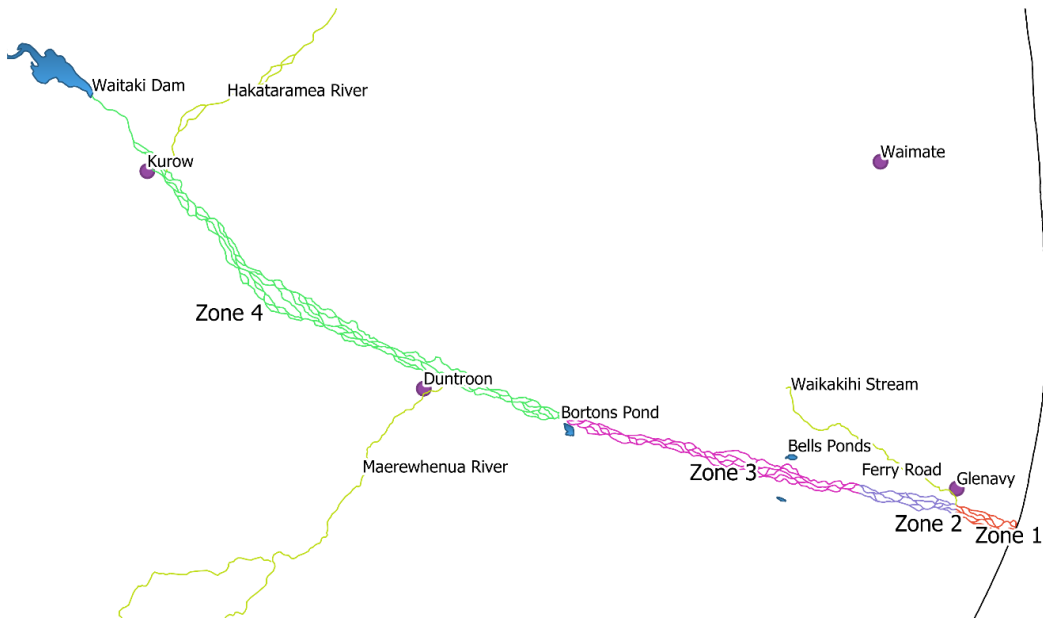 Waitaki Dam
Hakataramea River
Kurow
Waimate
Zone 4
Duntroon
Waikakihi Stream
Bortons Pond
Bells Ponds
Maerewhenua River
Zone 3
Ferry Road
Glenavy
Zone 2
Zone 1